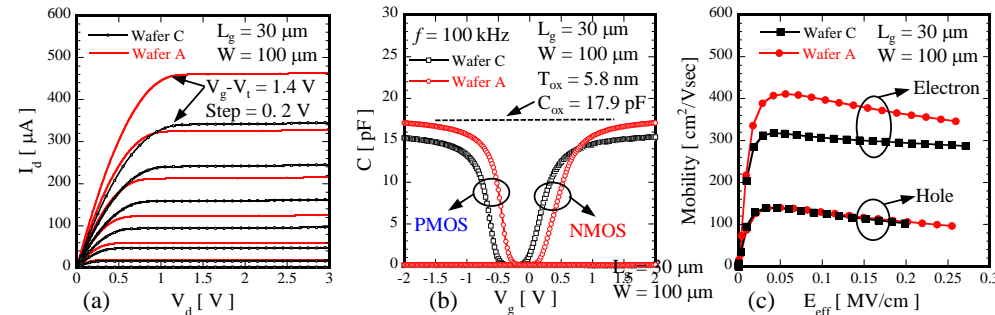 600
500
400
300
200
100
0
I_d [ µA ]
Wafer C
Wafer A
L_g = 30 µm
W = 100 µm
V_g-V_t = 1.4 V
Step = 0. 2 V
0
0.5
1
1.5
2
2.5
3
(a)
V_d [ V ]
30
25
20
15
10
5
0
C [ pF ]
f = 100 kHz
L_g = 30 µm
W = 100 µm
Wafer C
Wafer A
T_ox = 5.8 nm
C_ox = 17.9 pF
PMOS
NMOS
-2
-1.5
-1
-0.5
0
0.5
1
1.5
2
(b)
V_g [ V ]
L_g = 30 µm
W = 100 µm
600
500
400
300
200
100
0
Mobility [ cm²/Vsec ]
Wafer C
Wafer A
L_g = 30 µm
W = 100 µm
Electron
Hole
0
0.05
0.1
0.15
0.2
0.25
0.3
(c)
E_eff [ MV/cm ]